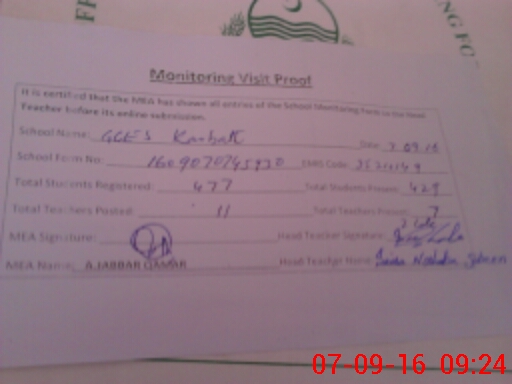 Monitoring Visit Proof
It is certified that the MEA has shown all entries of the School Monitoring Form to the Head
Teacher before its online submission.
School Name: GGES Date: 7.09.16
School Form No: EMIS Code:
Total Students Registered: 477 Total Students Present: 429
Total Teachers Posted: 11 Total Teachers Present: 7
MEA Signature: Head Teacher Signature:
MEA Name: A.JABBAR QAMAR Head Teacher Name:
07-09-16 09:24